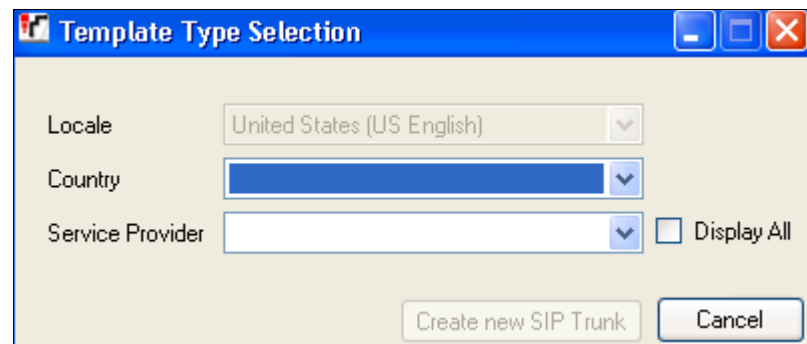 Template Type Selection
Locale United States (US English)
Country
Service Provider Display All
Create new SIP Trunk Cancel